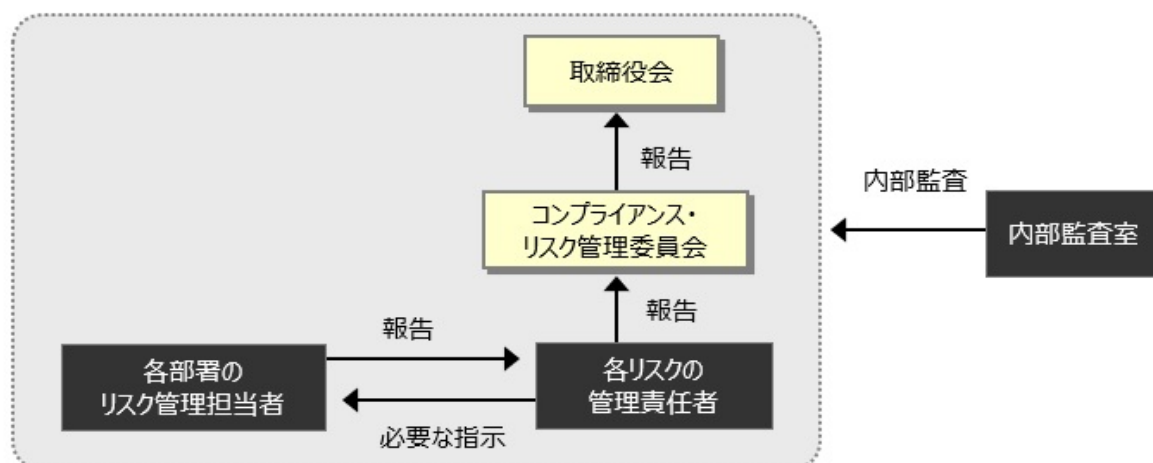 取締役会
報告
内部監査
コンプライアンス・
リスク管理委員会
内部監査室
報告
報告
各部署の
リスク管理担当者
各リスクの
管理責任者
必要な指示